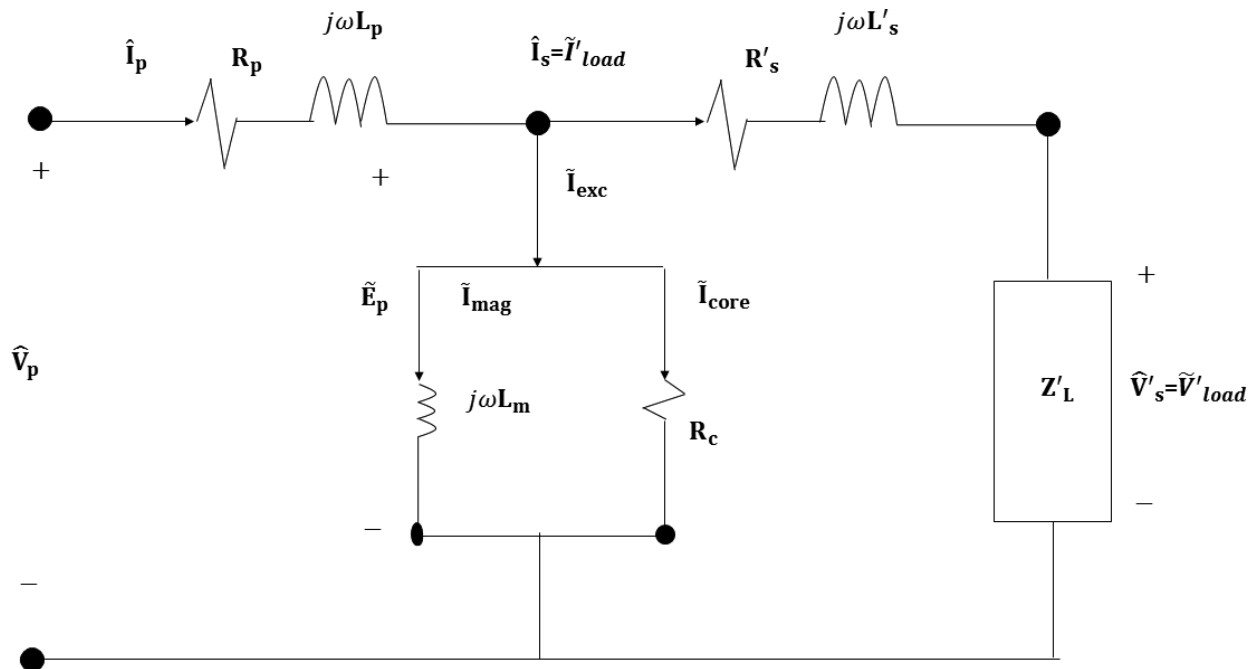 jωLₚ
jωL′ₛ
Îₚ
Rₚ
Îₛ=Ĩ′ₗₒₐd
R′ₛ
+
+
Ĩₑₓc
+
Ẽₚ
Ĩₘₐg
Ĩcₒᵣₑ
V̂ₚ
jωLₘ
Z′L
V̂′ₛ=Ṽ′ₗₒₐd
Rc
−
−
−